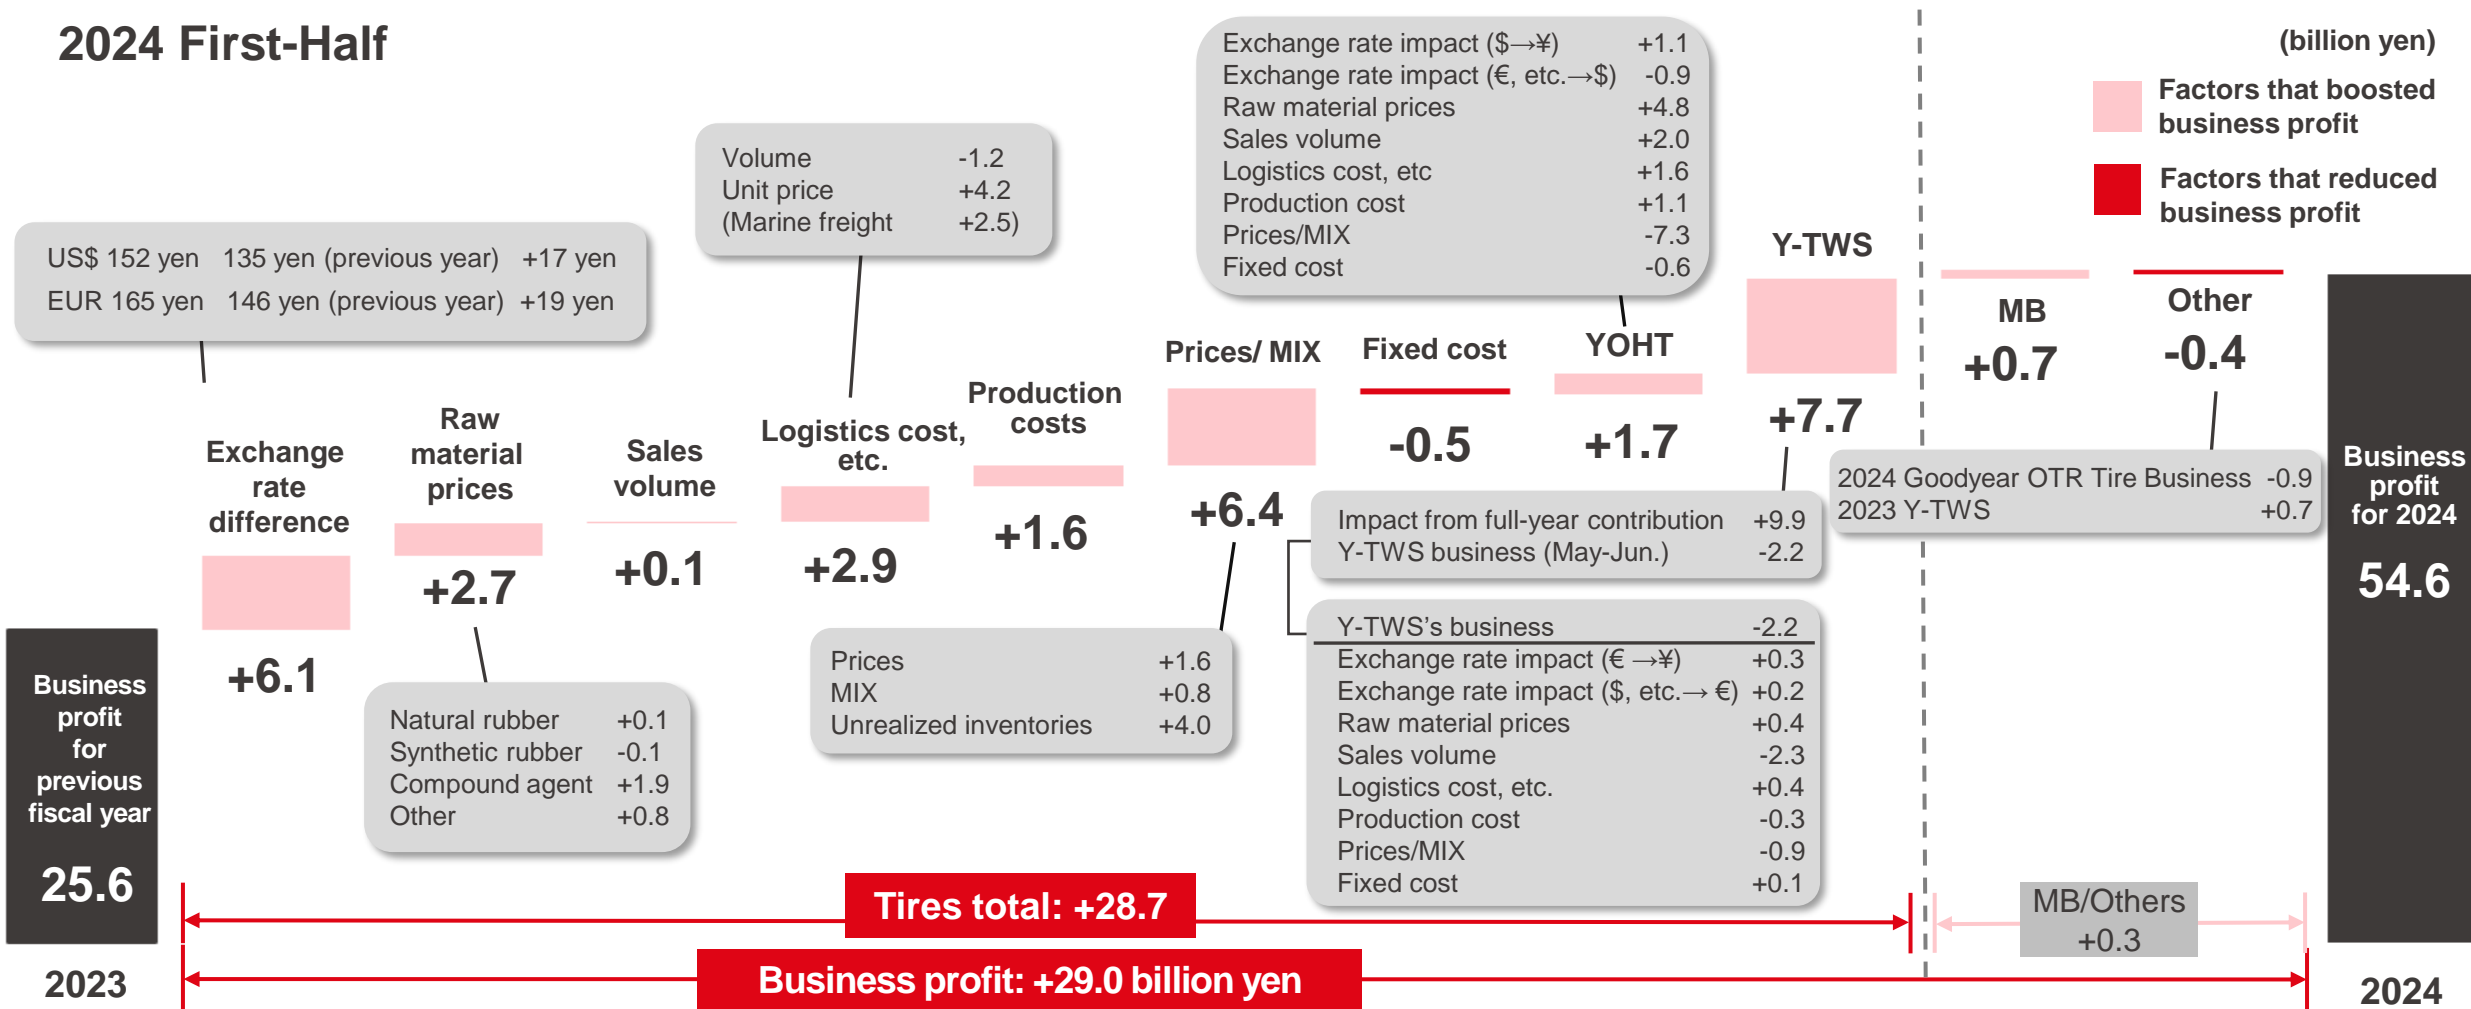 2024 First-Half
(billion yen)
Factors that boosted
business profit
Factors that reduced
business profit
US$ 152 yen 135 yen (previous year) +17 yen
EUR 165 yen 146 yen (previous year) +19 yen
Volume -1.2
Unit price +4.2
(Marine freight +2.5)
Exchange rate impact ($→¥) +1.1
Exchange rate impact (€, etc.→$) -0.9
Raw material prices +4.8
Sales volume +2.0
Logistics cost, etc +1.6
Production cost +1.1
Prices/MIX -7.3
Fixed cost -0.6
Business
profit
for
previous
fiscal year
25.6
2023
Exchange
rate
difference
+6.1
Raw
material
prices
+2.7
Natural rubber +0.1
Synthetic rubber -0.1
Compound agent +1.9
Other +0.8
Sales
volume
+0.1
Logistics cost,
etc.
+2.9
Production
costs
+1.6
Prices/ MIX
+6.4
Prices +1.6
MIX +0.8
Unrealized inventories +4.0
Fixed cost
-0.5
YOHT
+1.7
Y-TWS
+7.7
Impact from full-year contribution +9.9
Y-TWS business (May-Jun.) -2.2
Y-TWS’s business -2.2
Exchange rate impact (€ →¥) +0.3
Exchange rate impact ($, etc.→ €) +0.2
Raw material prices +0.4
Sales volume -2.3
Logistics cost, etc. +0.4
Production cost -0.3
Prices/MIX -0.9
Fixed cost +0.1
MB
+0.7
Other
-0.4
2024 Goodyear OTR Tire Business -0.9
2023 Y-TWS +0.7
Business
profit
for 2024
54.6
2024
Tires total: +28.7
MB/Others
+0.3
Business profit: +29.0 billion yen